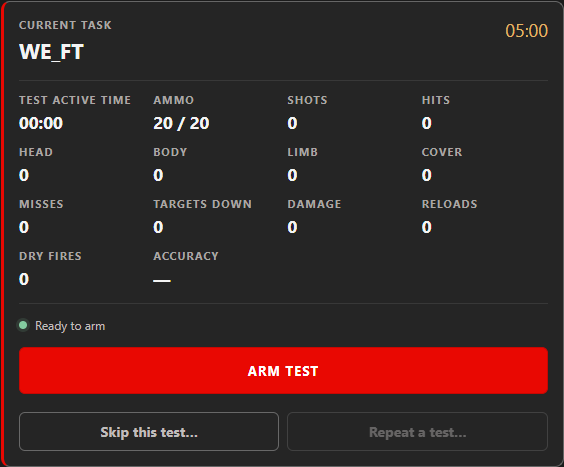 CURRENT TASK
05:00
WE_FT
TEST ACTIVE TIME AMMO SHOTS HITS
00:00 20 / 20 0 0
HEAD BODY LIMB COVER
0 0 0 0
MISSES TARGETS DOWN DAMAGE RELOADS
0 0 0 0
DRY FIRES ACCURACY
0 —
Ready to arm
ARM TEST
Skip this test... Repeat a test...